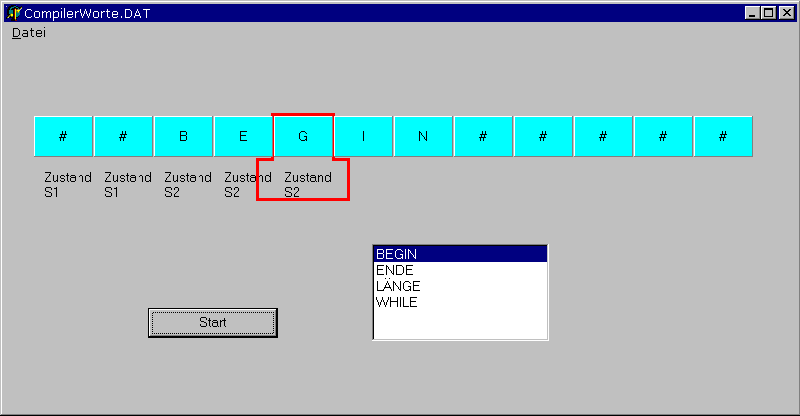 CompilerWorte.DAT
Datei
# # B E G I N # # # # #
Zustand Zustand Zustand Zustand Zustand
S1 S1 S2 S2 S2
BEGIN
ENDE
LÄNGE
WHILE
Start